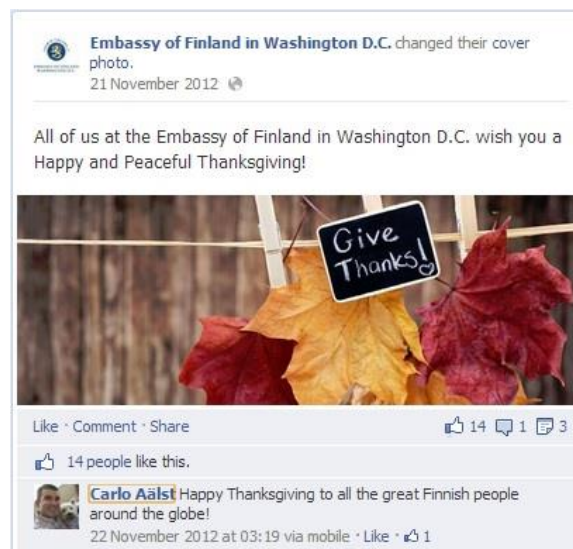 Embassy of Finland in Washington D.C. changed their cover
photo.
21 November 2012
All of us at the Embassy of Finland in Washington D.C. wish you a
Happy and Peaceful Thanksgiving!
Give
Thanks!
Like · Comment · Share
14 1 3
14 people like this.
Carlo Aälst Happy Thanksgiving to all the great Finnish people
around the globe!
22 November 2012 at 03:19 via mobile · Like · 1